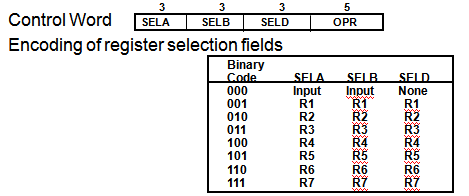 3 3 3 5
Control Word SELA SELB SELD OPR
Encoding of register selection fields
Binary
Code SELA SELB SELD
000 Input Input None
001 R1 R1 R1
010 R2 R2 R2
011 R3 R3 R3
100 R4 R4 R4
101 R5 R5 R5
110 R6 R6 R6
111 R7 R7 R7